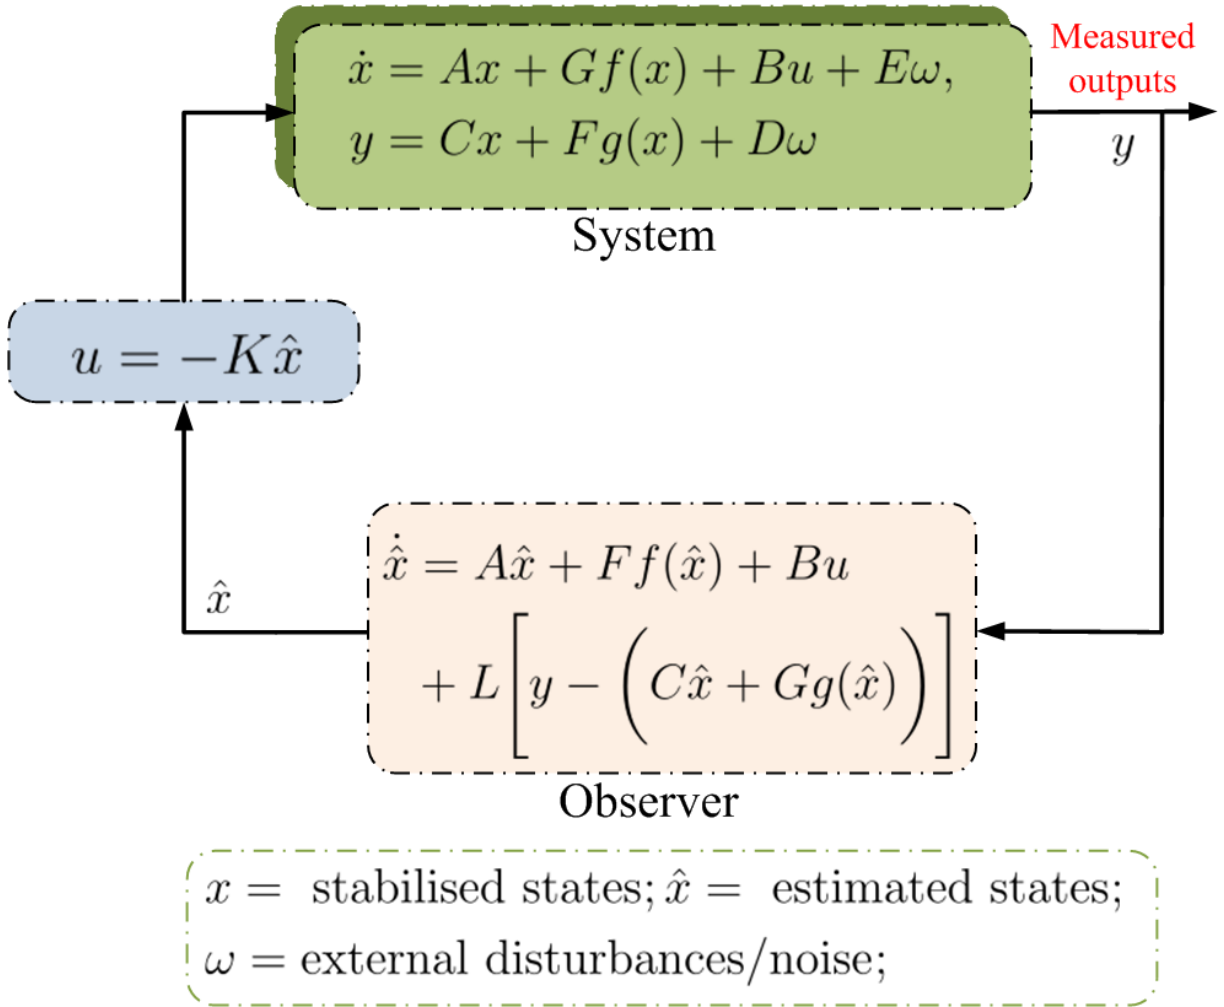 ẋ = Ax + Gf(x) + Bu + Eω,
y = Cx + Fg(x) + Dω
System
Measured
outputs
y
u = −Kx̂
x̂
x̂̇ = Ax̂ + Ff(x̂) + Bu
+ L[y − (Cx̂ + Gg(x̂))]
Observer
x = stabilised states; x̂ = estimated states;
ω = external disturbances/noise;